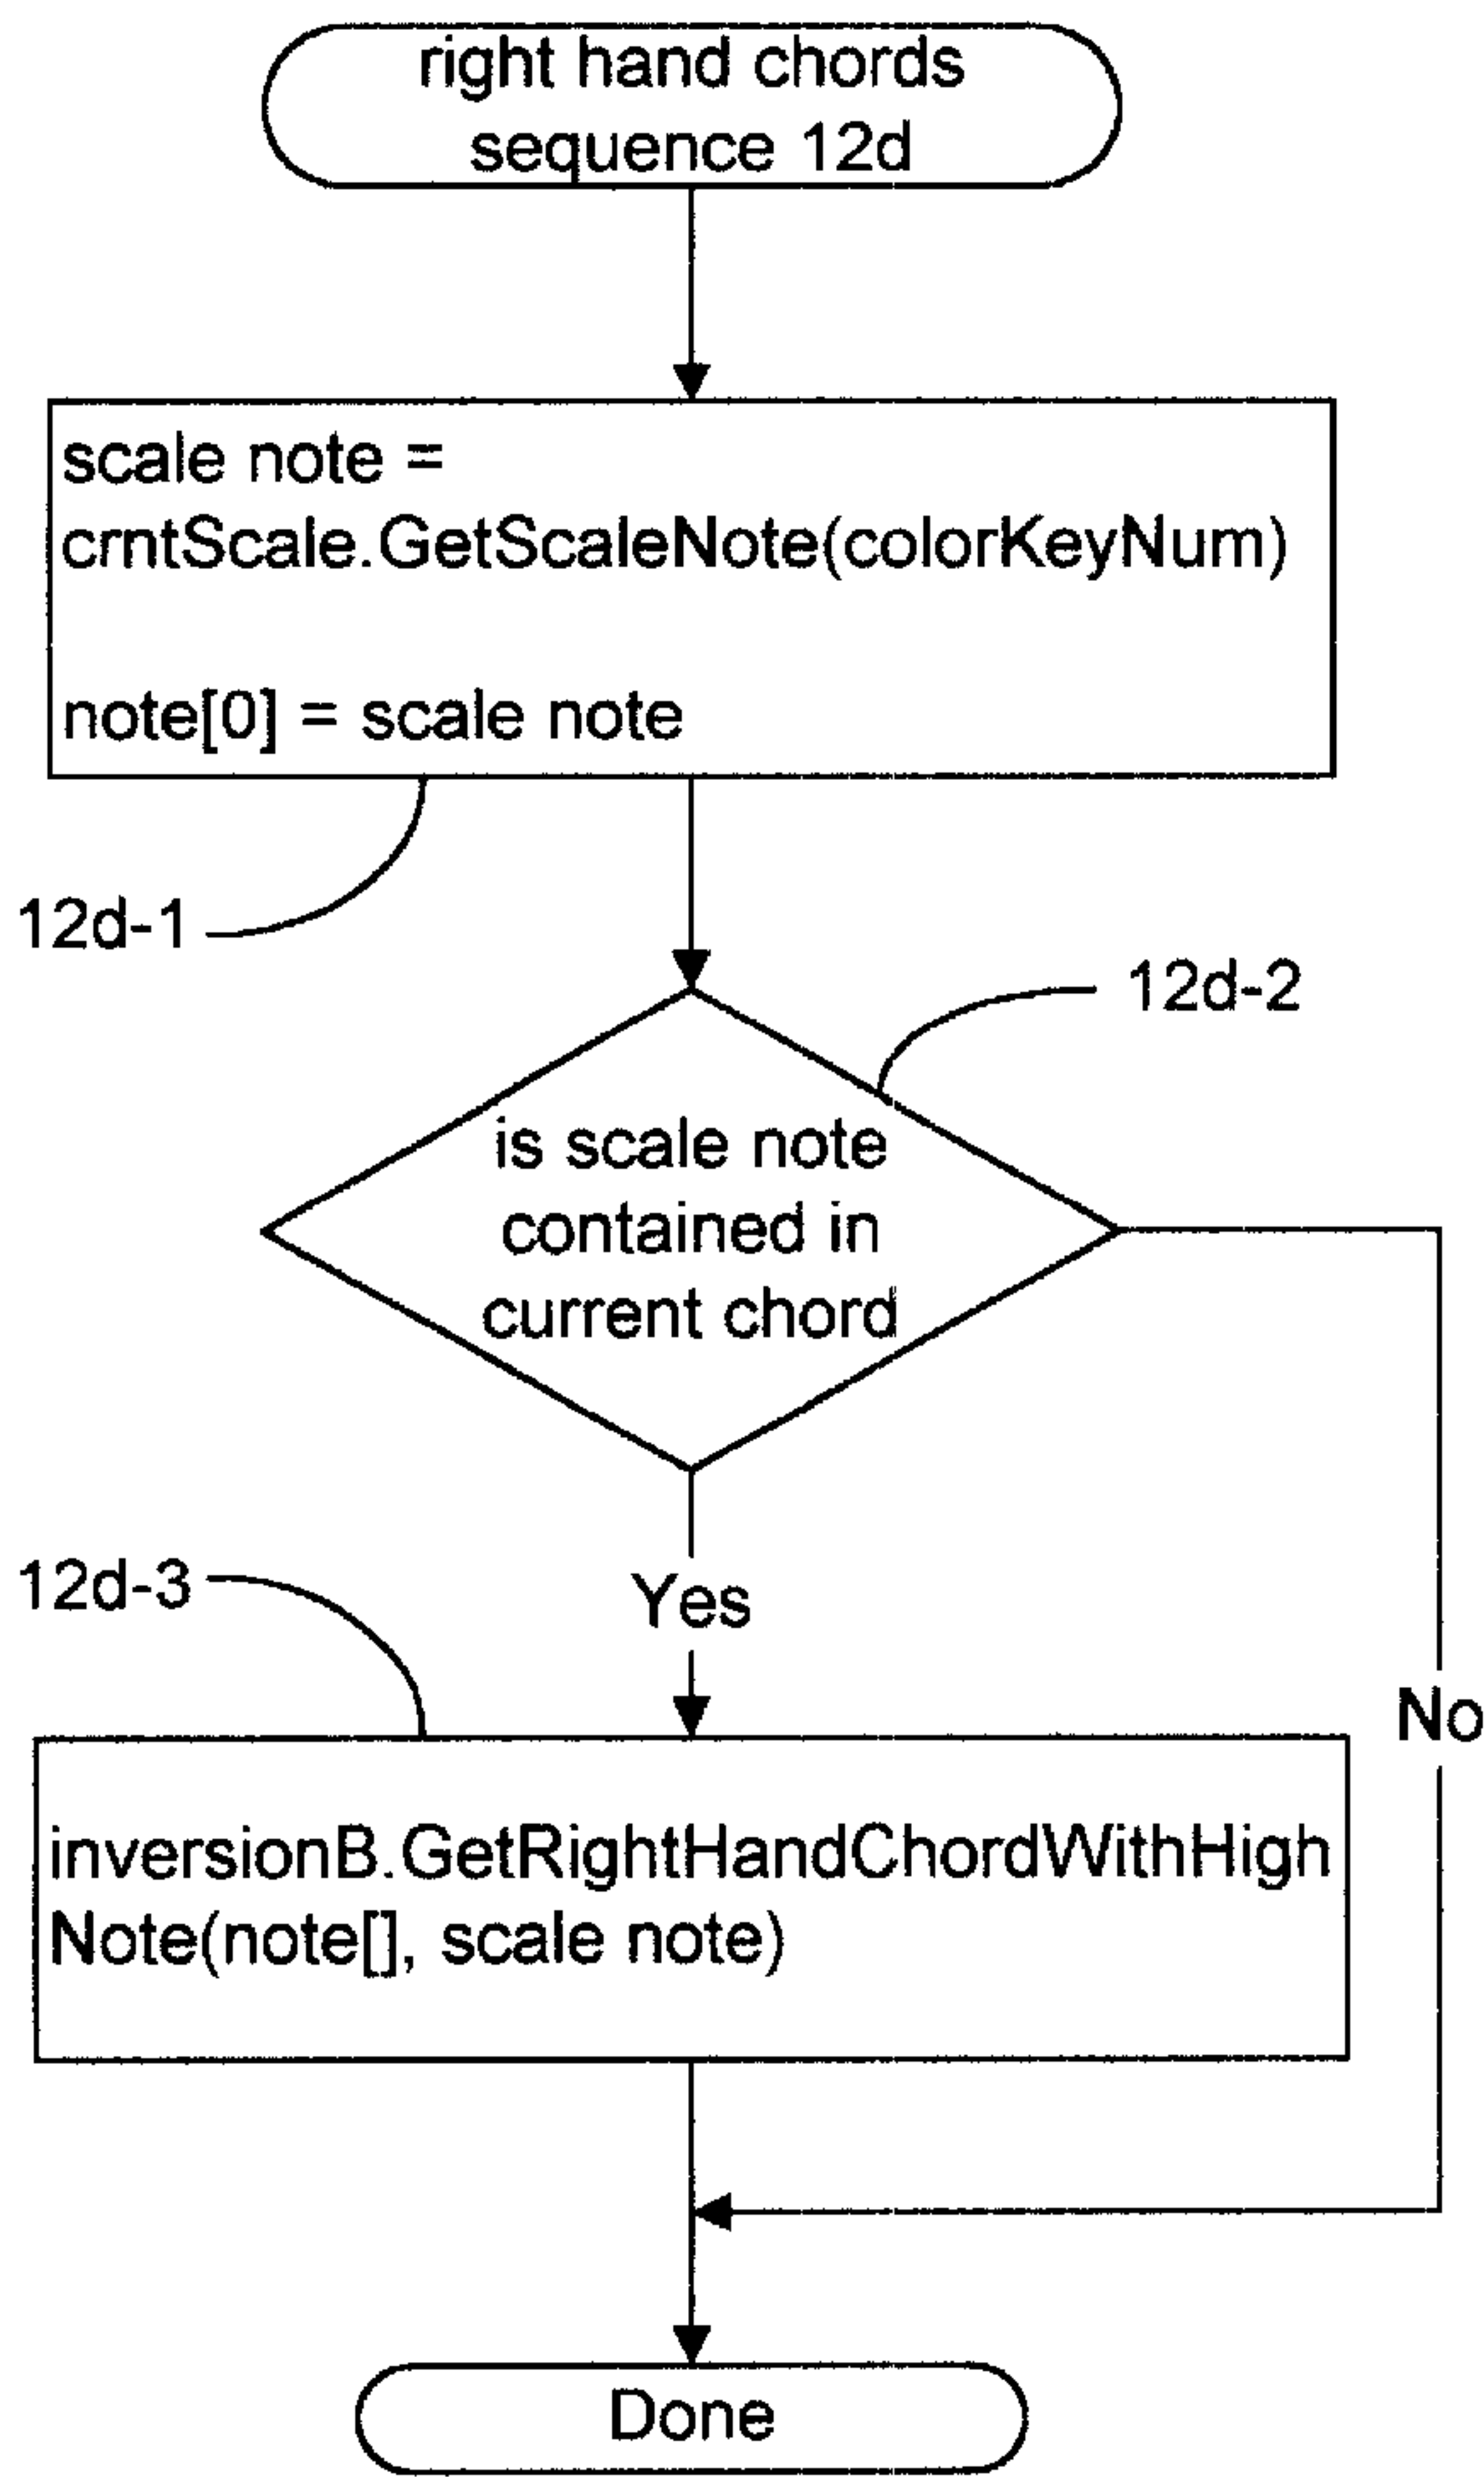 right hand chords
sequence 12d
scale note =
crntScale.GetScaleNote(colorKeyNum)
note[0] = scale note
12d-1
12d-2
is scale note
contained in
current chord
12d-3
Yes
No
inversionB.GetRightHandChordWithHigh
Note(note[], scale note)
Done